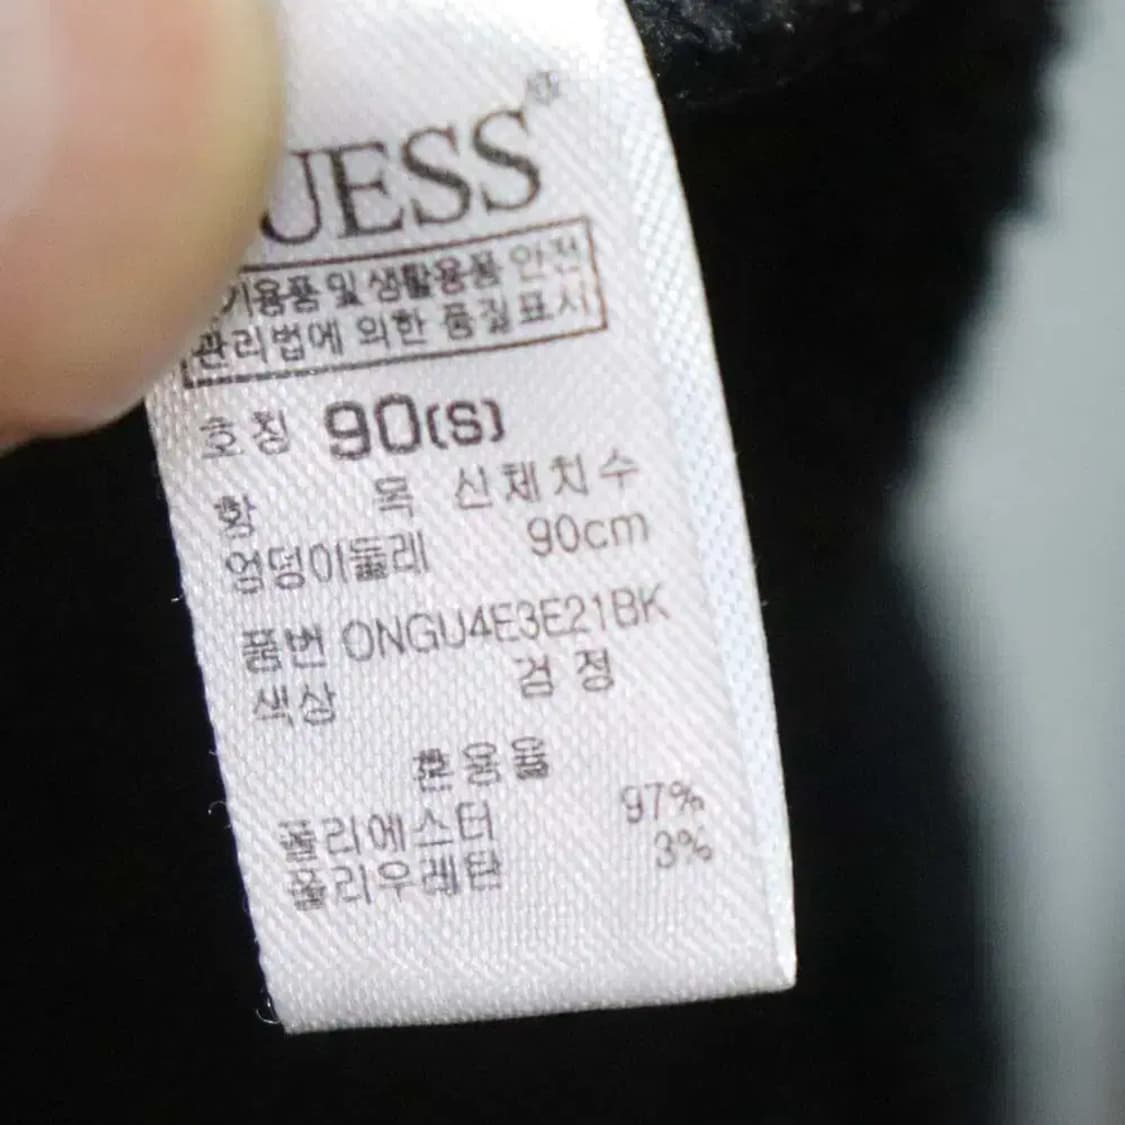 UESS
기용품 및 생활용품 안전
관리법에 의한 품질표시
호칭 90(S)
항 목 신체치수
엉덩이둘레 90cm
품번 ONGU4E3E21BK
색상 검정
혼용율
폴리에스터 97%
폴리우레탄 3%